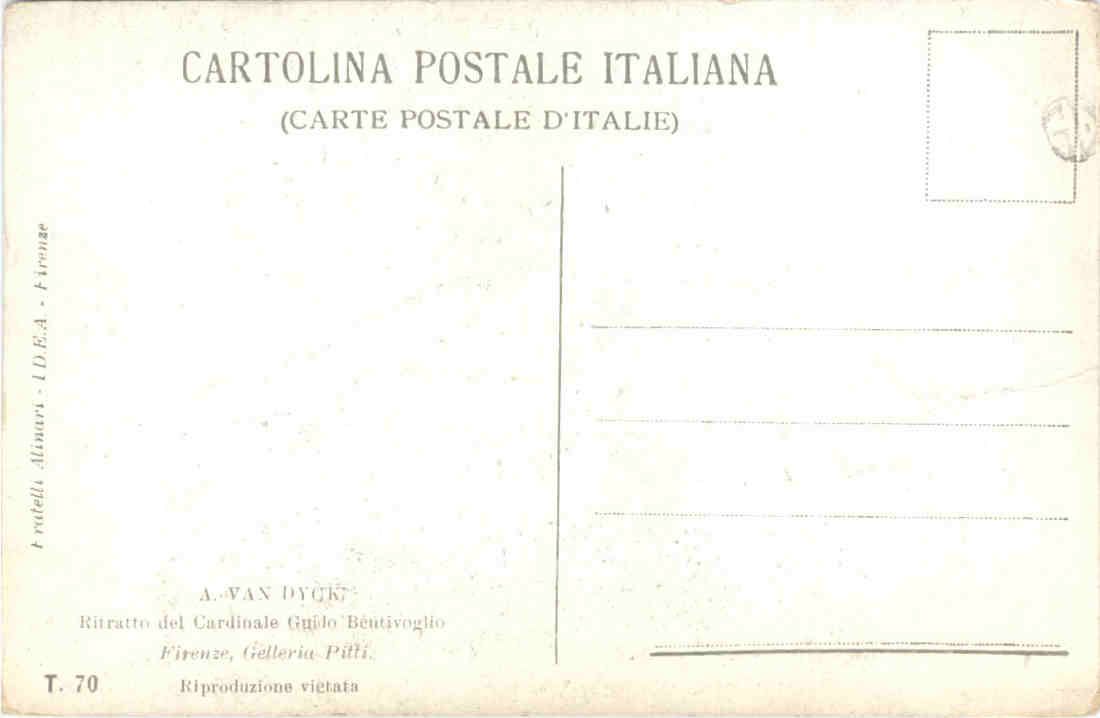 CARTOLINA POSTALE ITALIANA
(CARTE POSTALE D'ITALIE)
Fratelli Alinari - I.D.E.A. - Firenze
A. VAN DYCK
Ritratto del Cardinale Guido Bentivoglio
Firenze, Gelleria Pitti.
T. 70
Riproduzione vietata